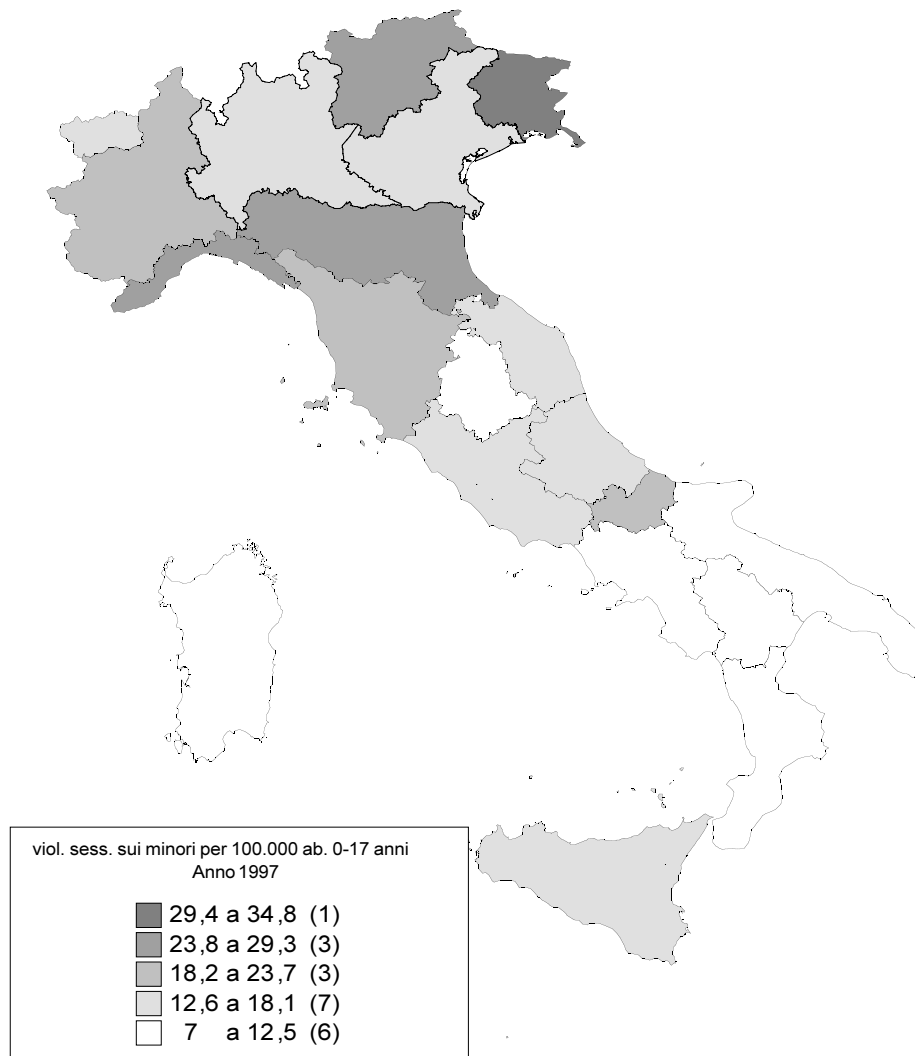 viol. sess. sui minori per 100.000 ab. 0-17 anni
Anno 1997
29,4 a 34,8 (1)
23,8 a 29,3 (3)
18,2 a 23,7 (3)
12,6 a 18,1 (7)
7 a 12,5 (6)